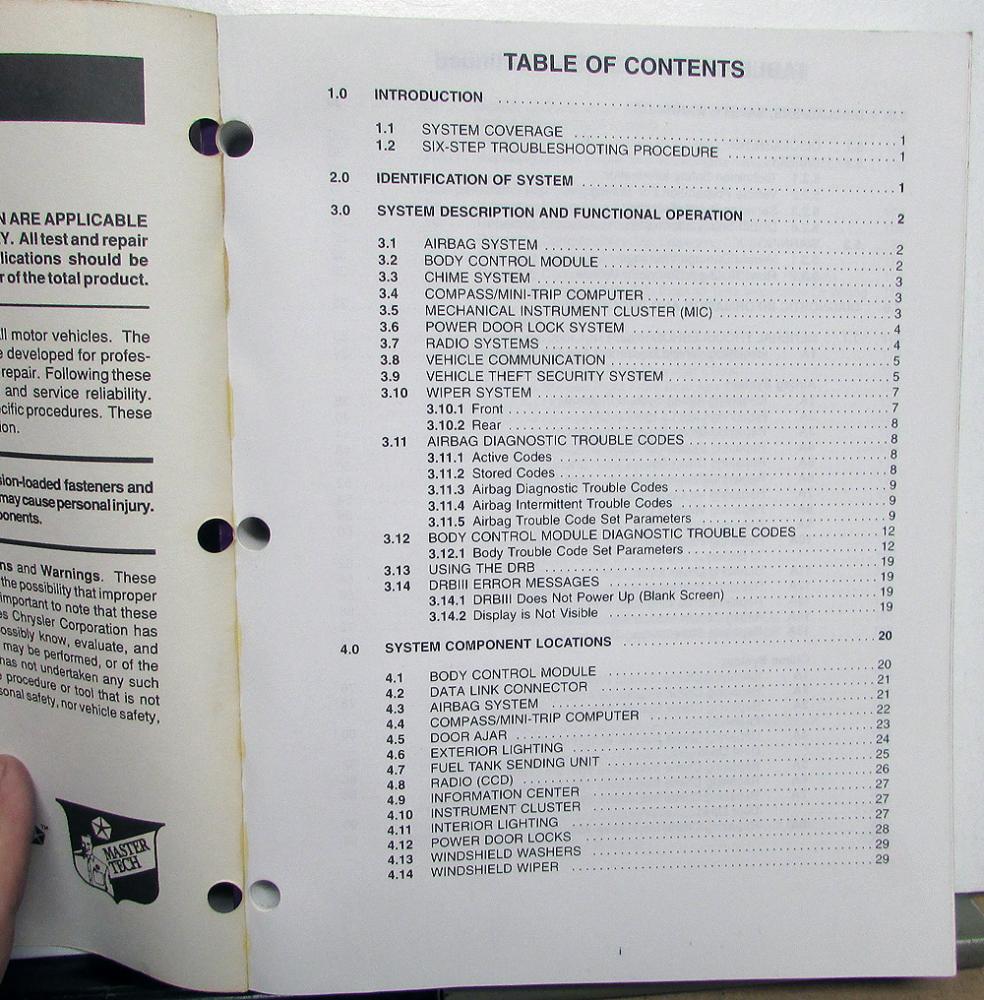 N ARE APPLICABLE
Y. All test and repair
lications should be
r of the total product.
ll motor vehicles. The
e developed for profes-
repair. Following these
and service reliability.
cific procedures. These
ion.
sion-loaded fasteners and
may cause personal injury.
ponents.
ns and Warnings. These
the possibility that improper
important to note that these
es Chrysler Corporation has
ossibly know, evaluate, and
may be performed, or of the
has not undertaken any such
procedure or tool that is not
sonal safety, nor vehicle safety,
MASTER
TECH
TABLE OF CONTENTS
1.0 INTRODUCTION ........................................
1.1 SYSTEM COVERAGE ........................................ 1
1.2 SIX-STEP TROUBLESHOOTING PROCEDURE ........................ 1
2.0 IDENTIFICATION OF SYSTEM ........................................ 1
3.0 SYSTEM DESCRIPTION AND FUNCTIONAL OPERATION .................... 2
3.1 AIRBAG SYSTEM ........................................ 2
3.2 BODY CONTROL MODULE ........................................ 2
3.3 CHIME SYSTEM ........................................ 3
3.4 COMPASS/MINI-TRIP COMPUTER ........................................ 3
3.5 MECHANICAL INSTRUMENT CLUSTER (MIC) ........................ 3
3.6 POWER DOOR LOCK SYSTEM ........................................ 4
3.7 RADIO SYSTEMS ........................................ 4
3.8 VEHICLE COMMUNICATION ........................................ 5
3.9 VEHICLE THEFT SECURITY SYSTEM ........................................ 5
3.10 WIPER SYSTEM ........................................ 7
3.10.1 Front ........................................ 7
3.10.2 Rear ........................................ 8
3.11 AIRBAG DIAGNOSTIC TROUBLE CODES ........................ 8
3.11.1 Active Codes ........................................ 8
3.11.2 Stored Codes ........................................ 8
3.11.3 Airbag Diagnostic Trouble Codes ........................ 9
3.11.4 Airbag Intermittent Trouble Codes ........................ 9
3.11.5 Airbag Trouble Code Set Parameters ........................ 9
3.12 BODY CONTROL MODULE DIAGNOSTIC TROUBLE CODES ............ 12
3.12.1 Body Trouble Code Set Parameters ........................ 12
3.13 USING THE DRB ........................................ 19
3.14 DRBIII ERROR MESSAGES ........................................ 19
3.14.1 DRBIII Does Not Power Up (Blank Screen) .................... 19
3.14.2 Display is Not Visible ........................................ 19
4.0 SYSTEM COMPONENT LOCATIONS ........................................ 20
4.1 BODY CONTROL MODULE ........................................ 20
4.2 DATA LINK CONNECTOR ........................................ 21
4.3 AIRBAG SYSTEM ........................................ 21
4.4 COMPASS/MINI-TRIP COMPUTER ........................................ 22
4.5 DOOR AJAR ........................................ 23
4.6 EXTERIOR LIGHTING ........................................ 24
4.7 FUEL TANK SENDING UNIT ........................................ 25
4.8 RADIO (CCD) ........................................ 26
4.9 INFORMATION CENTER ........................................ 27
4.10 INSTRUMENT CLUSTER ........................................ 27
4.11 INTERIOR LIGHTING ........................................ 27
4.12 POWER DOOR LOCKS ........................................ 28
4.13 WINDSHIELD WASHERS ........................................ 29
4.14 WINDSHIELD WIPER ........................................ 29
i